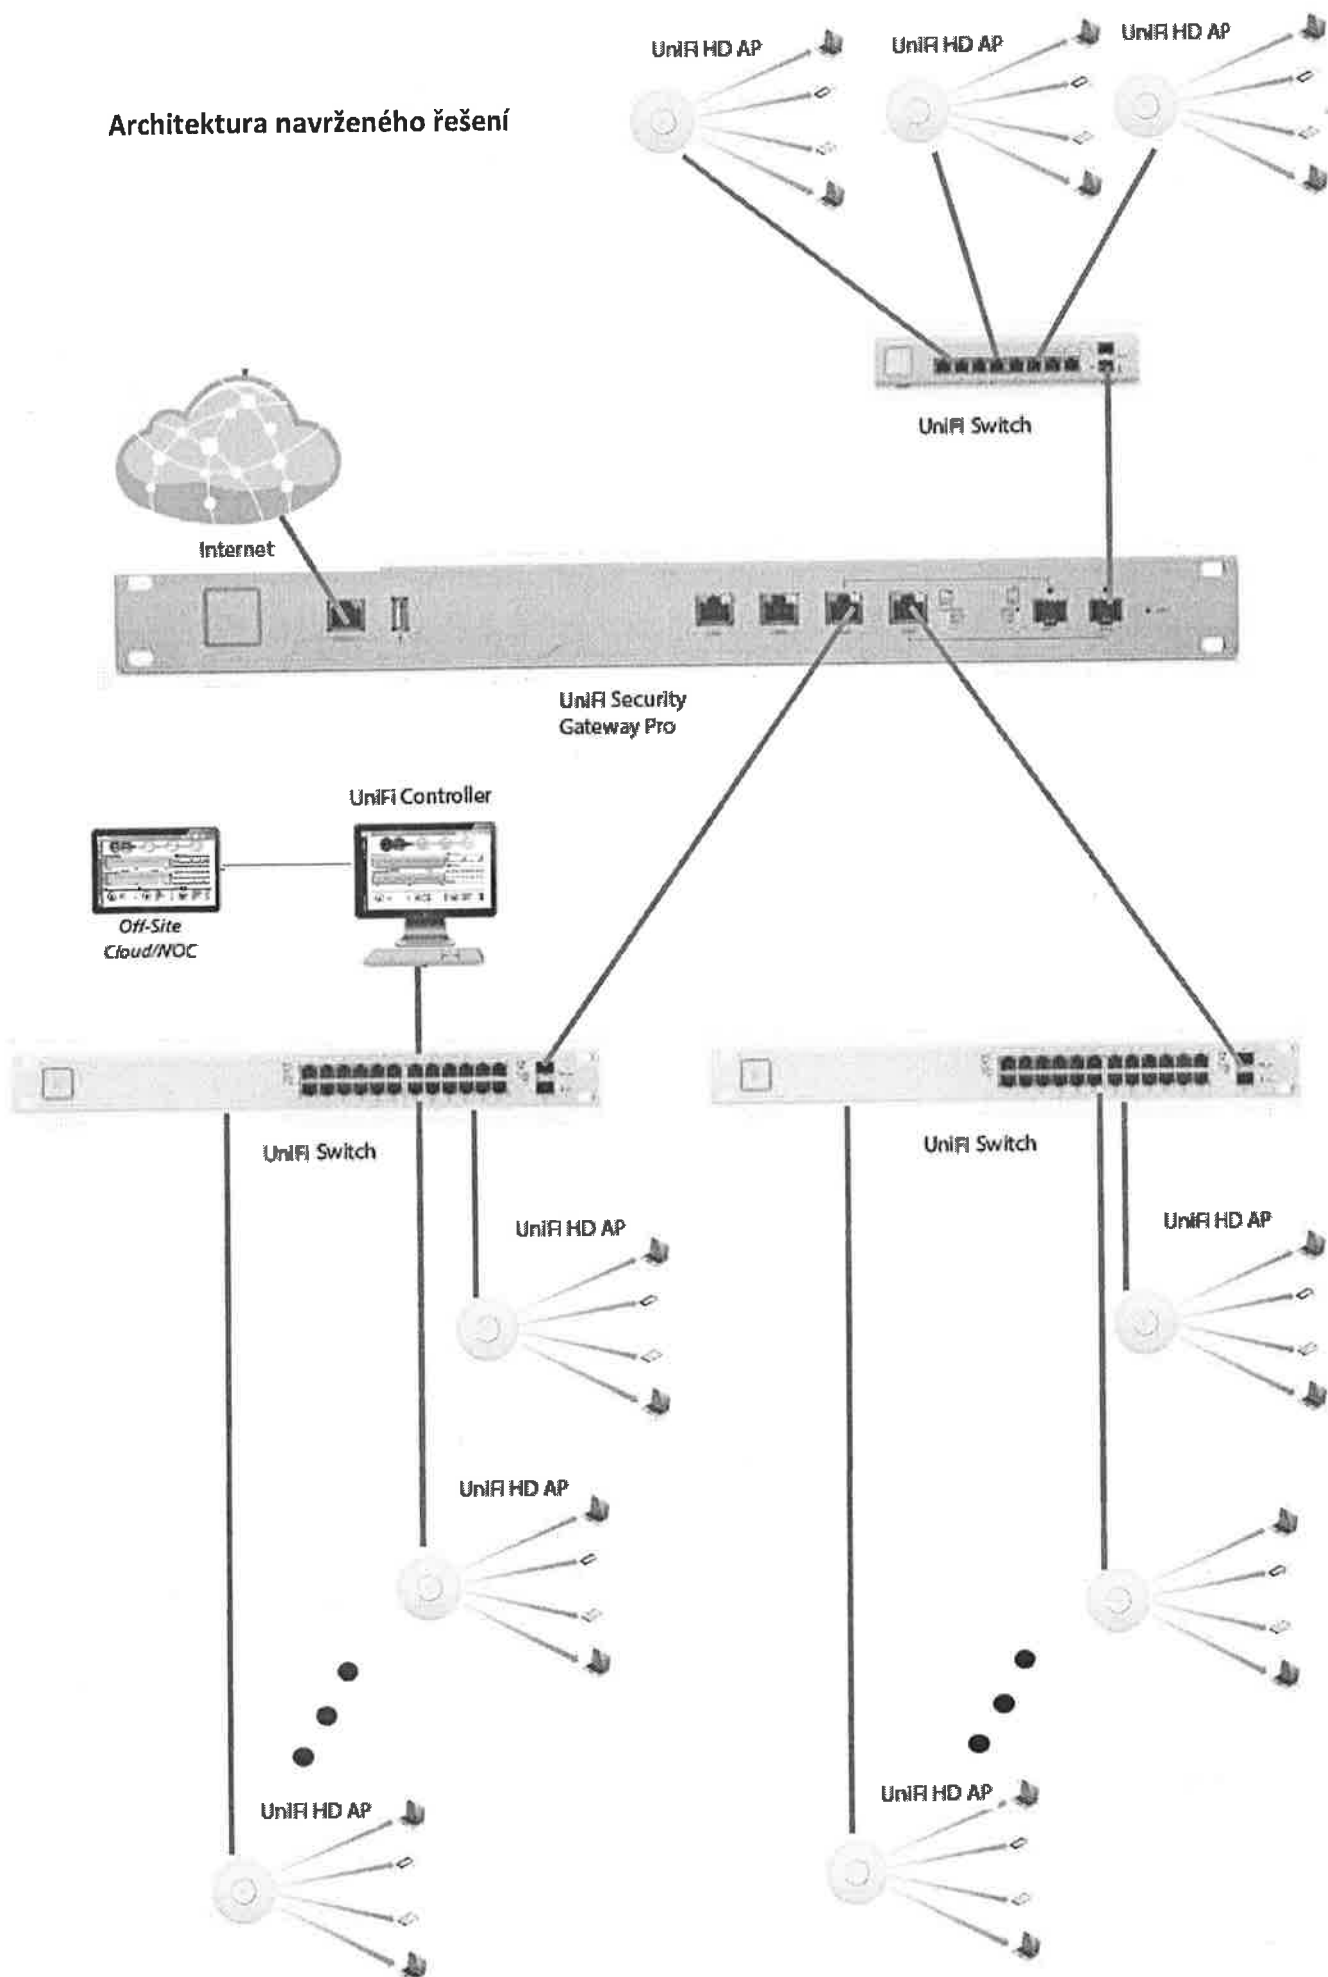 UniFi HD AP
UniFi HD AP
UniFi HD AP
Architektura navrženého řešení
UniFi Switch
Internet
UniFi Security
Gateway Pro
UniFi Controller
Off-Site
Cloud/NOC
UniFi Switch
UniFi Switch
UniFi HD AP
UniFi HD AP
UniFi HD AP
UniFi HD AP
UniFi HD AP